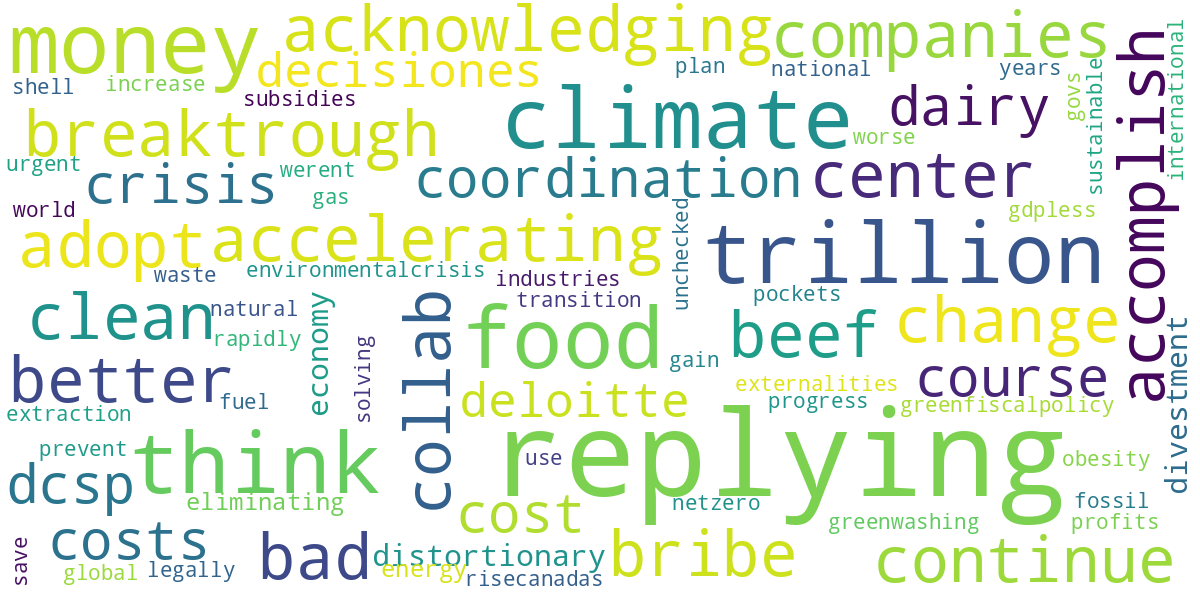 money
acknowledging
companies
decisiones
plan
national
years
shell
increase
subsidies
govs
sustainable
international
accomplish
breaktrough
climate
dairy
worse
urgent
crisis
werent
gas
coordination
center
world
adopt
accelerating
unchecked
trillion
gdpless
waste
environmentalcrisis
industries
transition
pockets
clean
natural
rapidly
economy
solving
collab
food
gain
beef
change
better
fuel
extraction
deloitte
externalities
progress
course
greenfiscalpolicy
divestment
prevent
think
use
replying
obesity
dcsp
eliminating
cost
netzero
greenwashing
fossil
profits
costs
save
global
legally
bad
distortionary
energy
risecanadas
bribe
continue